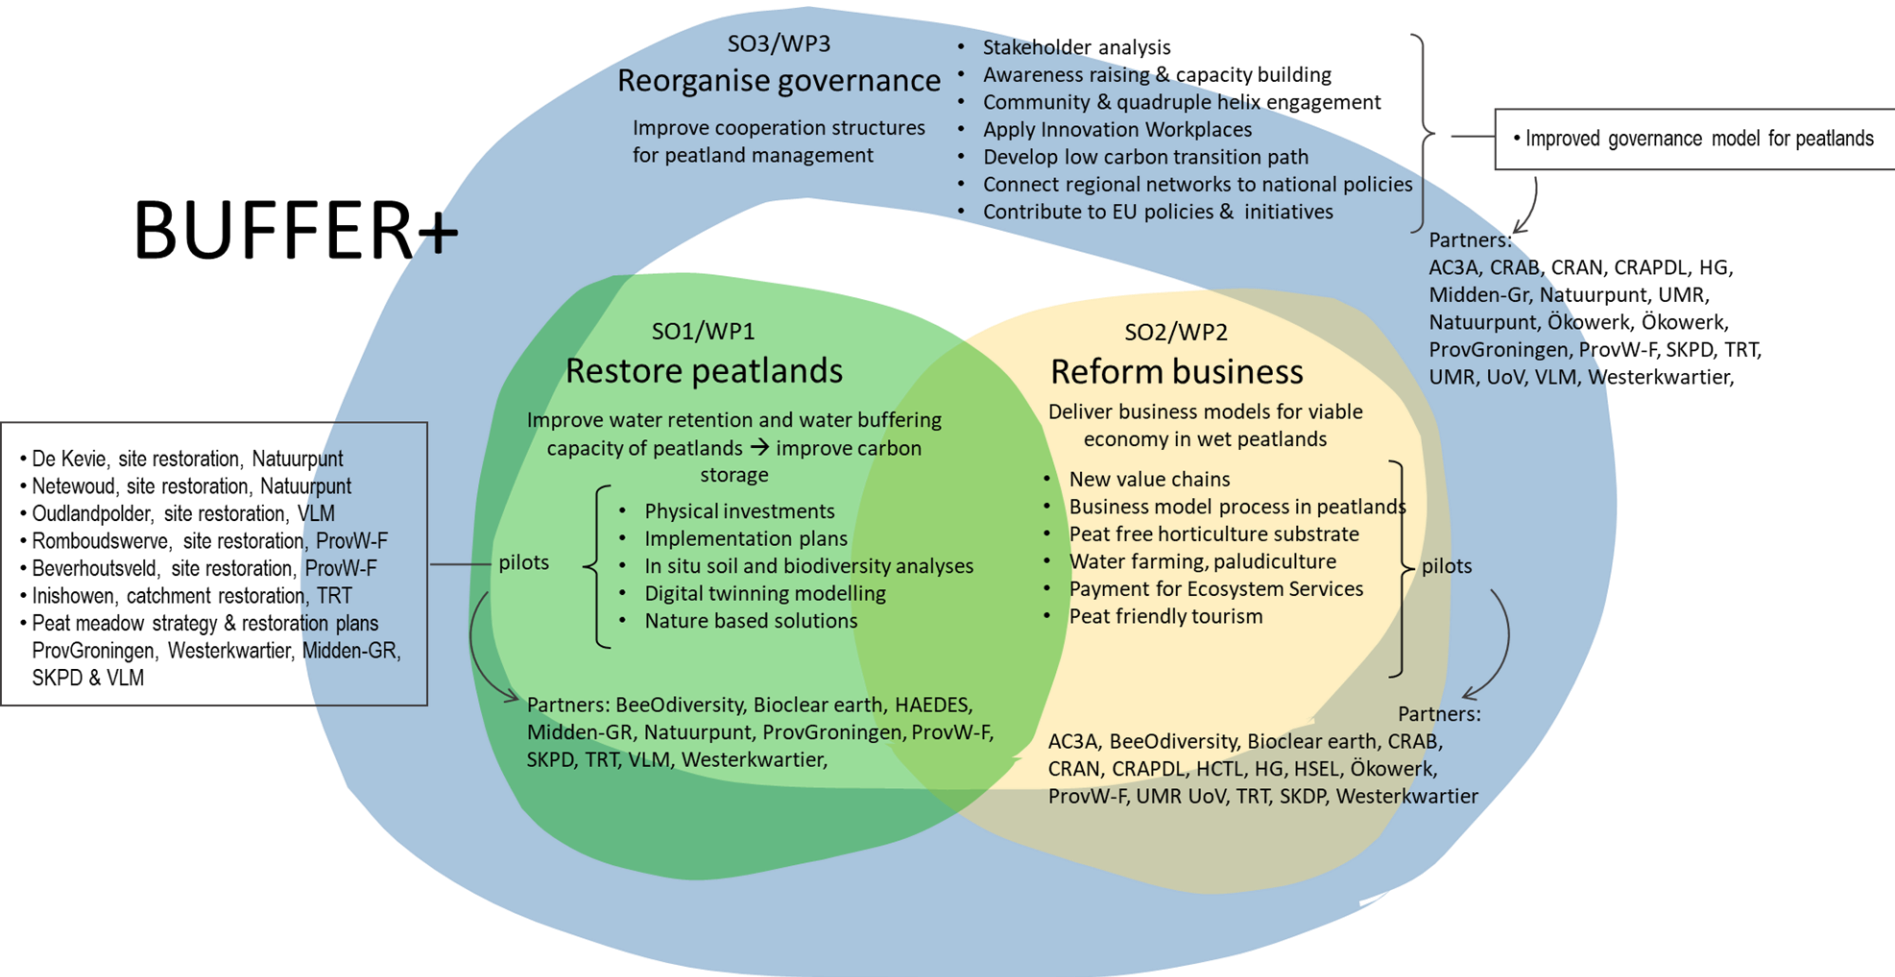 BUFFER+
SO3/WP3
Reorganise governance
Improve cooperation structures
for peatland management
• Stakeholder analysis
• Awareness raising & capacity building
• Community & quadruple helix engagement
• Apply Innovation Workplaces
• Develop low carbon transition path
• Connect regional networks to national policies
• Contribute to EU policies & initiatives
• Improved governance model for peatlands
Partners:
AC3A, CRAB, CRAN, CRAPDL, HG,
Midden-Gr, Natuurpunt, UMR,
Natuurpunt, Ökowerk, Ökowerk,
ProvGroningen, ProvW-F, SKPD, TRT,
UMR, UoV, VLM, Westerkwartier,
SO1/WP1
Restore peatlands
Improve water retention and water buffering
capacity of peatlands → improve carbon
storage
pilots
• Physical investments
• Implementation plans
• In situ soil and biodiversity analyses
• Digital twinning modelling
• Nature based solutions
• De Kevie, site restoration, Natuurpunt
• Netewoud, site restoration, Natuurpunt
• Oudlandpolder, site restoration, VLM
• Romboudswerve, site restoration, ProvW-F
• Beverhoutsveld, site restoration, ProvW-F
• Inishowen, catchment restoration, TRT
• Peat meadow strategy & restoration plans
ProvGroningen, Westerkwartier, Midden-GR,
SKPD & VLM
Partners: BeeOdiversity, Bioclear earth, HAEDES,
Midden-GR, Natuurpunt, ProvGroningen, ProvW-F,
SKPD, TRT, VLM, Westerkwartier,
SO2/WP2
Reform business
Deliver business models for viable
economy in wet peatlands
• New value chains
• Business model process in peatlands
• Peat free horticulture substrate
• Water farming, paludiculture
• Payment for Ecosystem Services
• Peat friendly tourism
pilots
Partners:
AC3A, BeeOdiversity, Bioclear earth, CRAB,
CRAN, CRAPDL, HCTL, HG, HSEL, Ökowerk,
ProvW-F, UMR UoV, TRT, SKDP, Westerkwartier